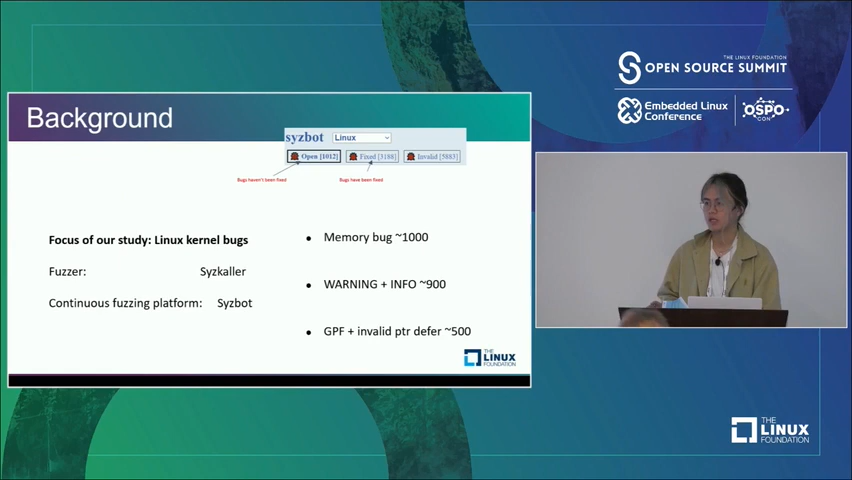 Background
syzbot Linux
Open [1012] Fixed [3188] Invalid [5883]
Bugs haven't been fixed Bugs have been fixed
Focus of our study: Linux kernel bugs
Fuzzer: Syzkaller
Continuous fuzzing platform: Syzbot
• Memory bug ~1000
• WARNING + INFO ~900
• GPF + invalid ptr defer ~500
THE
LINUX
FOUNDATION
THE LINUX FOUNDATION
OPEN SOURCE SUMMIT
Embedded Linux
Conference
OSPO
CON
THE
LINUX
FOUNDATION